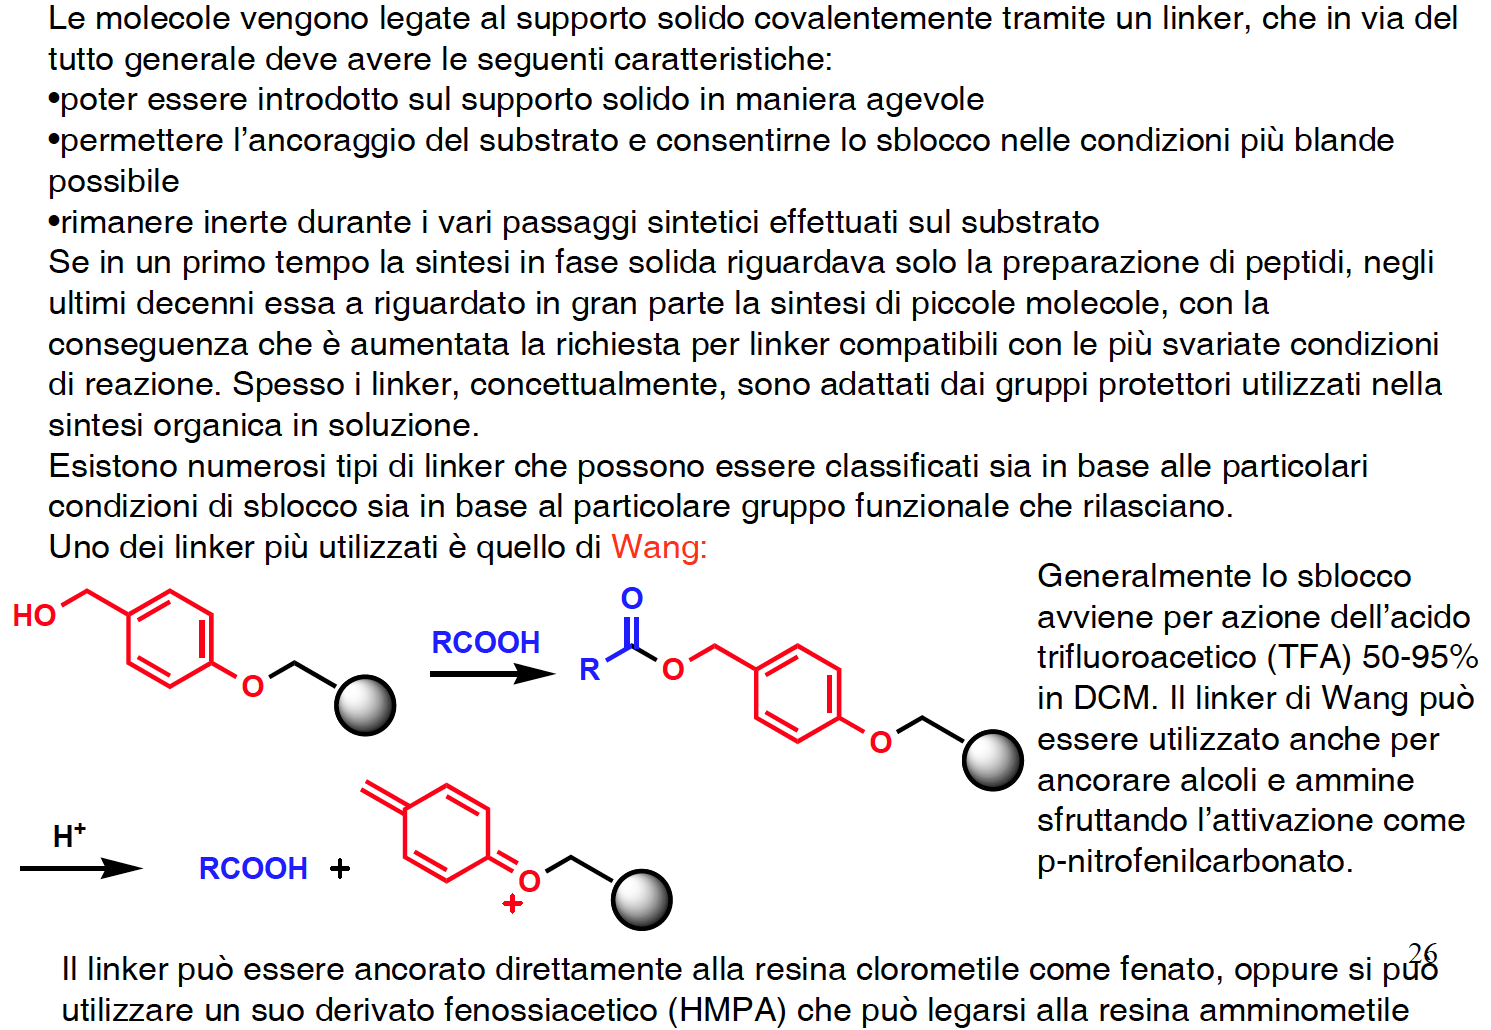 Le molecole vengono legate al supporto solido covalentemente tramite un linker, che in via del
tutto generale deve avere le seguenti caratteristiche:
•poter essere introdotto sul supporto solido in maniera agevole
•permettere l'ancoraggio del substrato e consentirne lo sblocco nelle condizioni più blande
possibile
•rimanere inerte durante i vari passaggi sintetici effettuati sul substrato
Se in un primo tempo la sintesi in fase solida riguardava solo la preparazione di peptidi, negli
ultimi decenni essa a riguardato in gran parte la sintesi di piccole molecole, con la
conseguenza che è aumentata la richiesta per linker compatibili con le più svariate condizioni
di reazione. Spesso i linker, concettualmente, sono adattati dai gruppi protettori utilizzati nella
sintesi organica in soluzione.
Esistono numerosi tipi di linker che possono essere classificati sia in base alle particolari
condizioni di sblocco sia in base al particolare gruppo funzionale che rilasciano.
Uno dei linker più utilizzati è quello di Wang:
HO
O
RCOOH
O
R
O
O
Generalmente lo sblocco
avviene per azione dell'acido
trifluoroacetico (TFA) 50-95%
in DCM. Il linker di Wang può
essere utilizzato anche per
ancorare alcoli e ammine
sfruttando l'attivazione come
p-nitrofenilcarbonato.
H+
RCOOH +
O
+
26
Il linker può essere ancorato direttamente alla resina clorometile come fenato, oppure si può
utilizzare un suo derivato fenossiacetico (HMPA) che può legarsi alla resina amminometile